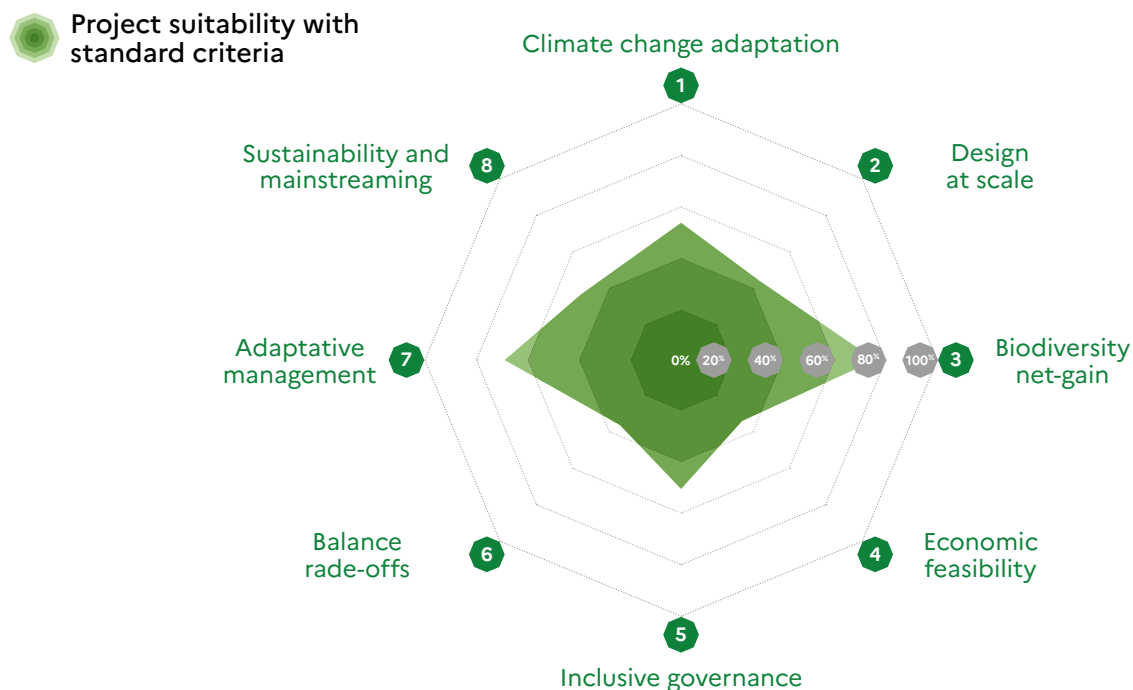 Project suitability with
standard criteria
Climate change adaptation
1
Sustainability and
mainstreaming
8
2
Design
at scale
Adaptative
management
7
0%
20%
40%
60%
80%
100%
3
Biodiversity
net-gain
Balance
rade-offs
6
4
Economic
feasibility
5
Inclusive governance